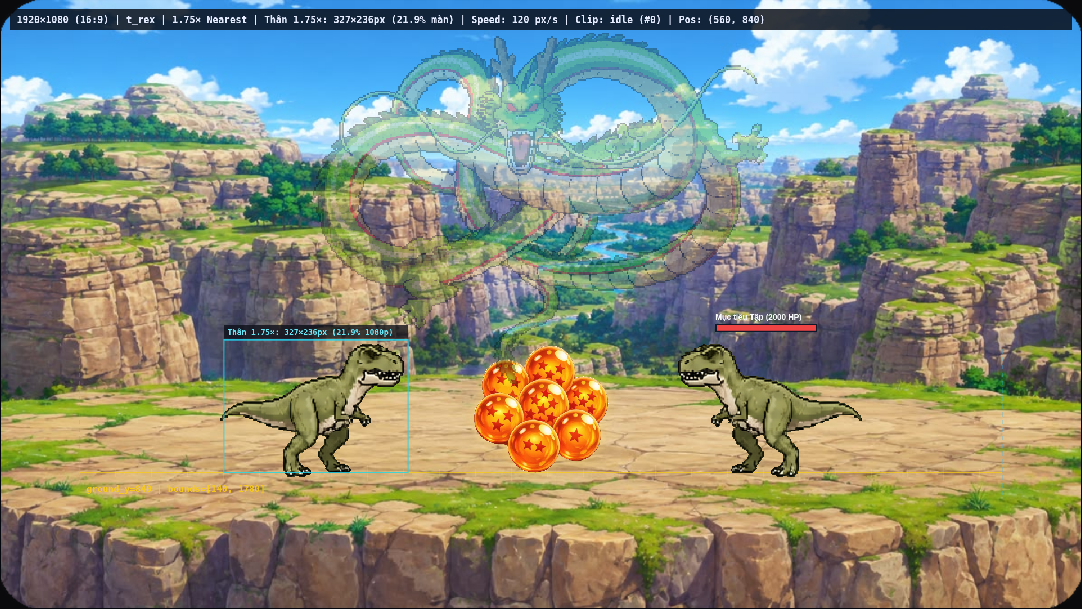 1920×1080 (16:9) | t_rex | 1.75× Nearest | Thân 1.75×: 327×236px (21.9% màn) | Speed: 120 px/s | Clip: idle (#0) | Pos: (560, 840)
Thân 1.75×: 327×236px (21.9% 1080p)
Mục tiêu Tập (2000 HP)